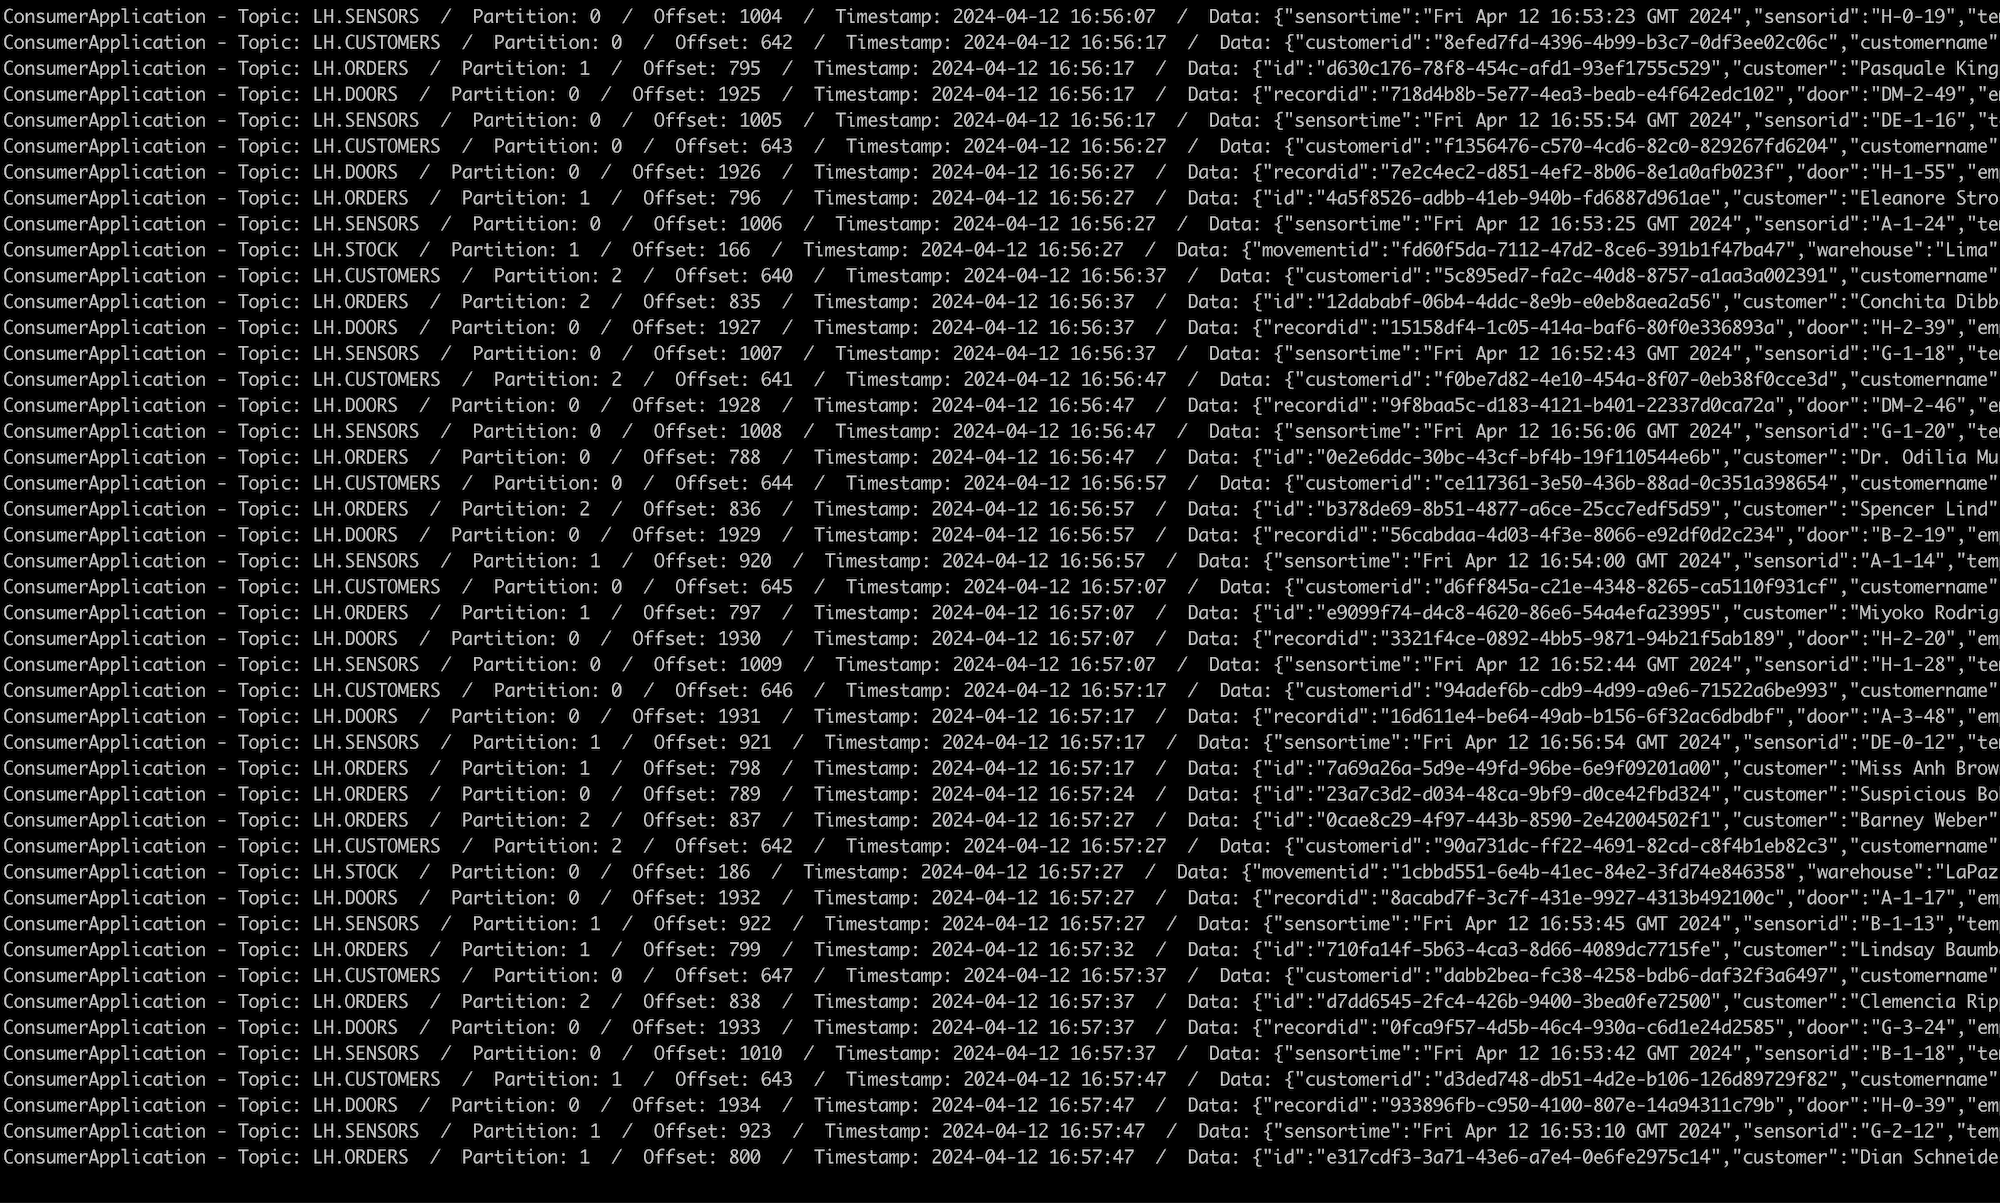 ConsumerApplication - Topic: LH.SENSORS  /  Partition: 0  /  Offset: 1004  /  Timestamp: 2024-04-12 16:56:07  /  Data: {"sensortime":"Fri Apr 12 16:53:23 GMT 2024","sensorid":"H-0-19","te
ConsumerApplication - Topic: LH.CUSTOMERS  /  Partition: 0  /  Offset: 642  /  Timestamp: 2024-04-12 16:56:17  /  Data: {"customerid":"8efed7fd-4396-4b99-b3c7-0df3ee02c06c","customername"
ConsumerApplication - Topic: LH.ORDERS  /  Partition: 1  /  Offset: 795  /  Timestamp: 2024-04-12 16:56:17  /  Data: {"id":"d630c176-78f8-454c-afd1-93ef1755c529","customer":"Pasquale King
ConsumerApplication - Topic: LH.DOORS  /  Partition: 0  /  Offset: 1925  /  Timestamp: 2024-04-12 16:56:17  /  Data: {"recordid":"718d4b8b-5e77-4ea3-beab-e4f642edc102","door":"DM-2-49","e
ConsumerApplication - Topic: LH.SENSORS  /  Partition: 0  /  Offset: 1005  /  Timestamp: 2024-04-12 16:56:17  /  Data: {"sensortime":"Fri Apr 12 16:55:54 GMT 2024","sensorid":"DE-1-16","t
ConsumerApplication - Topic: LH.CUSTOMERS  /  Partition: 0  /  Offset: 643  /  Timestamp: 2024-04-12 16:56:27  /  Data: {"customerid":"f1356476-c570-4cd6-82c0-829267fd6204","customername"
ConsumerApplication - Topic: LH.DOORS  /  Partition: 0  /  Offset: 1926  /  Timestamp: 2024-04-12 16:56:27  /  Data: {"recordid":"7e2c4ec2-d851-4ef2-8b06-8e1a0afb023f","door":"H-1-55","em
ConsumerApplication - Topic: LH.ORDERS  /  Partition: 1  /  Offset: 796  /  Timestamp: 2024-04-12 16:56:27  /  Data: {"id":"4a5f8526-adbb-41eb-940b-fd6887d961ae","customer":"Eleanore Stro
ConsumerApplication - Topic: LH.SENSORS  /  Partition: 0  /  Offset: 1006  /  Timestamp: 2024-04-12 16:56:27  /  Data: {"sensortime":"Fri Apr 12 16:53:25 GMT 2024","sensorid":"A-1-24","te
ConsumerApplication - Topic: LH.STOCK  /  Partition: 1  /  Offset: 166  /  Timestamp: 2024-04-12 16:56:27  /  Data: {"movementid":"fd60f5da-7112-47d2-8ce6-391b1f47ba47","warehouse":"Lima"
ConsumerApplication - Topic: LH.CUSTOMERS  /  Partition: 2  /  Offset: 640  /  Timestamp: 2024-04-12 16:56:37  /  Data: {"customerid":"5c895ed7-fa2c-40d8-8757-a1aa3a002391","customername"
ConsumerApplication - Topic: LH.ORDERS  /  Partition: 2  /  Offset: 835  /  Timestamp: 2024-04-12 16:56:37  /  Data: {"id":"12dababf-06b4-4ddc-8e9b-e0eb8aea2a56","customer":"Conchita Dibb
ConsumerApplication - Topic: LH.DOORS  /  Partition: 0  /  Offset: 1927  /  Timestamp: 2024-04-12 16:56:37  /  Data: {"recordid":"15158df4-1c05-414a-baf6-80f0e336893a","door":"H-2-39","em
ConsumerApplication - Topic: LH.SENSORS  /  Partition: 0  /  Offset: 1007  /  Timestamp: 2024-04-12 16:56:37  /  Data: {"sensortime":"Fri Apr 12 16:52:43 GMT 2024","sensorid":"G-1-18","te
ConsumerApplication - Topic: LH.CUSTOMERS  /  Partition: 2  /  Offset: 641  /  Timestamp: 2024-04-12 16:56:47  /  Data: {"customerid":"f0be7d82-4e10-454a-8f07-0eb38f0cce3d","customername"
ConsumerApplication - Topic: LH.DOORS  /  Partition: 0  /  Offset: 1928  /  Timestamp: 2024-04-12 16:56:47  /  Data: {"recordid":"9f8baa5c-d183-4121-b401-22337d0ca72a","door":"DM-2-46","e
ConsumerApplication - Topic: LH.SENSORS  /  Partition: 0  /  Offset: 1008  /  Timestamp: 2024-04-12 16:56:47  /  Data: {"sensortime":"Fri Apr 12 16:56:06 GMT 2024","sensorid":"G-1-20","te
ConsumerApplication - Topic: LH.ORDERS  /  Partition: 0  /  Offset: 788  /  Timestamp: 2024-04-12 16:56:47  /  Data: {"id":"0e2e6ddc-30bc-43cf-bf4b-19f110544e6b","customer":"Dr. Odilia Mu
ConsumerApplication - Topic: LH.CUSTOMERS  /  Partition: 0  /  Offset: 644  /  Timestamp: 2024-04-12 16:56:57  /  Data: {"customerid":"ce117361-3e50-436b-88ad-0c351a398654","customername"
ConsumerApplication - Topic: LH.ORDERS  /  Partition: 2  /  Offset: 836  /  Timestamp: 2024-04-12 16:56:57  /  Data: {"id":"b378de69-8b51-4877-a6ce-25cc7edf5d59","customer":"Spencer Lind"
ConsumerApplication - Topic: LH.DOORS  /  Partition: 0  /  Offset: 1929  /  Timestamp: 2024-04-12 16:56:57  /  Data: {"recordid":"56cabdaa-4d03-4f3e-8066-e92df0d2c234","door":"B-2-19","em
ConsumerApplication - Topic: LH.SENSORS  /  Partition: 1  /  Offset: 920  /  Timestamp: 2024-04-12 16:56:57  /  Data: {"sensortime":"Fri Apr 12 16:54:00 GMT 2024","sensorid":"A-1-14","tem
ConsumerApplication - Topic: LH.CUSTOMERS  /  Partition: 0  /  Offset: 645  /  Timestamp: 2024-04-12 16:57:07  /  Data: {"customerid":"d6ff845a-c21e-4348-8265-ca5110f931cf","customername"
ConsumerApplication - Topic: LH.ORDERS  /  Partition: 1  /  Offset: 797  /  Timestamp: 2024-04-12 16:57:07  /  Data: {"id":"e9099f74-d4c8-4620-86e6-54a4efa23995","customer":"Miyoko Rodrig
ConsumerApplication - Topic: LH.DOORS  /  Partition: 0  /  Offset: 1930  /  Timestamp: 2024-04-12 16:57:07  /  Data: {"recordid":"3321f4ce-0892-4bb5-9871-94b21f5ab189","door":"H-2-20","em
ConsumerApplication - Topic: LH.SENSORS  /  Partition: 0  /  Offset: 1009  /  Timestamp: 2024-04-12 16:57:07  /  Data: {"sensortime":"Fri Apr 12 16:52:44 GMT 2024","sensorid":"H-1-28","te
ConsumerApplication - Topic: LH.CUSTOMERS  /  Partition: 0  /  Offset: 646  /  Timestamp: 2024-04-12 16:57:17  /  Data: {"customerid":"94adef6b-cdb9-4d99-a9e6-71522a6be993","customername"
ConsumerApplication - Topic: LH.DOORS  /  Partition: 0  /  Offset: 1931  /  Timestamp: 2024-04-12 16:57:17  /  Data: {"recordid":"16d611e4-be64-49ab-b156-6f32ac6dbdbf","door":"A-3-48","em
ConsumerApplication - Topic: LH.SENSORS  /  Partition: 1  /  Offset: 921  /  Timestamp: 2024-04-12 16:57:17  /  Data: {"sensortime":"Fri Apr 12 16:56:54 GMT 2024","sensorid":"DE-0-12","te
ConsumerApplication - Topic: LH.ORDERS  /  Partition: 1  /  Offset: 798  /  Timestamp: 2024-04-12 16:57:17  /  Data: {"id":"7a69a26a-5d9e-49fd-96be-6e9f09201a00","customer":"Miss Anh Brow
ConsumerApplication - Topic: LH.ORDERS  /  Partition: 0  /  Offset: 789  /  Timestamp: 2024-04-12 16:57:24  /  Data: {"id":"23a7c3d2-d034-48ca-9bf9-d0ce42fbd324","customer":"Suspicious Bo
ConsumerApplication - Topic: LH.ORDERS  /  Partition: 2  /  Offset: 837  /  Timestamp: 2024-04-12 16:57:27  /  Data: {"id":"0cae8c29-4f97-443b-8590-2e42004502f1","customer":"Barney Weber"
ConsumerApplication - Topic: LH.CUSTOMERS  /  Partition: 2  /  Offset: 642  /  Timestamp: 2024-04-12 16:57:27  /  Data: {"customerid":"90a731dc-ff22-4691-82cd-c8f4b1eb82c3","customername"
ConsumerApplication - Topic: LH.STOCK  /  Partition: 0  /  Offset: 186  /  Timestamp: 2024-04-12 16:57:27  /  Data: {"movementid":"1cbbd551-6e4b-41ec-84e2-3fd74e846358","warehouse":"LaPaz
ConsumerApplication - Topic: LH.DOORS  /  Partition: 0  /  Offset: 1932  /  Timestamp: 2024-04-12 16:57:27  /  Data: {"recordid":"8acabd7f-3c7f-431e-9927-4313b492100c","door":"A-1-17","em
ConsumerApplication - Topic: LH.SENSORS  /  Partition: 1  /  Offset: 922  /  Timestamp: 2024-04-12 16:57:27  /  Data: {"sensortime":"Fri Apr 12 16:53:45 GMT 2024","sensorid":"B-1-13","tem
ConsumerApplication - Topic: LH.ORDERS  /  Partition: 1  /  Offset: 799  /  Timestamp: 2024-04-12 16:57:32  /  Data: {"id":"710fa14f-5b63-4ca3-8d66-4089dc7715fe","customer":"Lindsay Baumb
ConsumerApplication - Topic: LH.CUSTOMERS  /  Partition: 0  /  Offset: 647  /  Timestamp: 2024-04-12 16:57:37  /  Data: {"customerid":"dabb2bea-fc38-4258-bdb6-daf32f3a6497","customername"
ConsumerApplication - Topic: LH.ORDERS  /  Partition: 2  /  Offset: 838  /  Timestamp: 2024-04-12 16:57:37  /  Data: {"id":"d7dd6545-2fc4-426b-9400-3bea0fe72500","customer":"Clemencia Rip
ConsumerApplication - Topic: LH.DOORS  /  Partition: 0  /  Offset: 1933  /  Timestamp: 2024-04-12 16:57:37  /  Data: {"recordid":"0fca9f57-4d5b-46c4-930a-c6d1e24d2585","door":"G-3-24","em
ConsumerApplication - Topic: LH.SENSORS  /  Partition: 0  /  Offset: 1010  /  Timestamp: 2024-04-12 16:57:37  /  Data: {"sensortime":"Fri Apr 12 16:53:42 GMT 2024","sensorid":"B-1-18","te
ConsumerApplication - Topic: LH.CUSTOMERS  /  Partition: 1  /  Offset: 643  /  Timestamp: 2024-04-12 16:57:47  /  Data: {"customerid":"d3ded748-db51-4d2e-b106-126d89729f82","customername"
ConsumerApplication - Topic: LH.DOORS  /  Partition: 0  /  Offset: 1934  /  Timestamp: 2024-04-12 16:57:47  /  Data: {"recordid":"933896fb-c950-4100-807e-14a94311c79b","door":"H-0-39","em
ConsumerApplication - Topic: LH.SENSORS  /  Partition: 1  /  Offset: 923  /  Timestamp: 2024-04-12 16:57:47  /  Data: {"sensortime":"Fri Apr 12 16:53:10 GMT 2024","sensorid":"G-2-12","tem
ConsumerApplication - Topic: LH.ORDERS  /  Partition: 1  /  Offset: 800  /  Timestamp: 2024-04-12 16:57:47  /  Data: {"id":"e317cdf3-3a71-43e6-a7e4-0e6fe2975c14","customer":"Dian Schneide